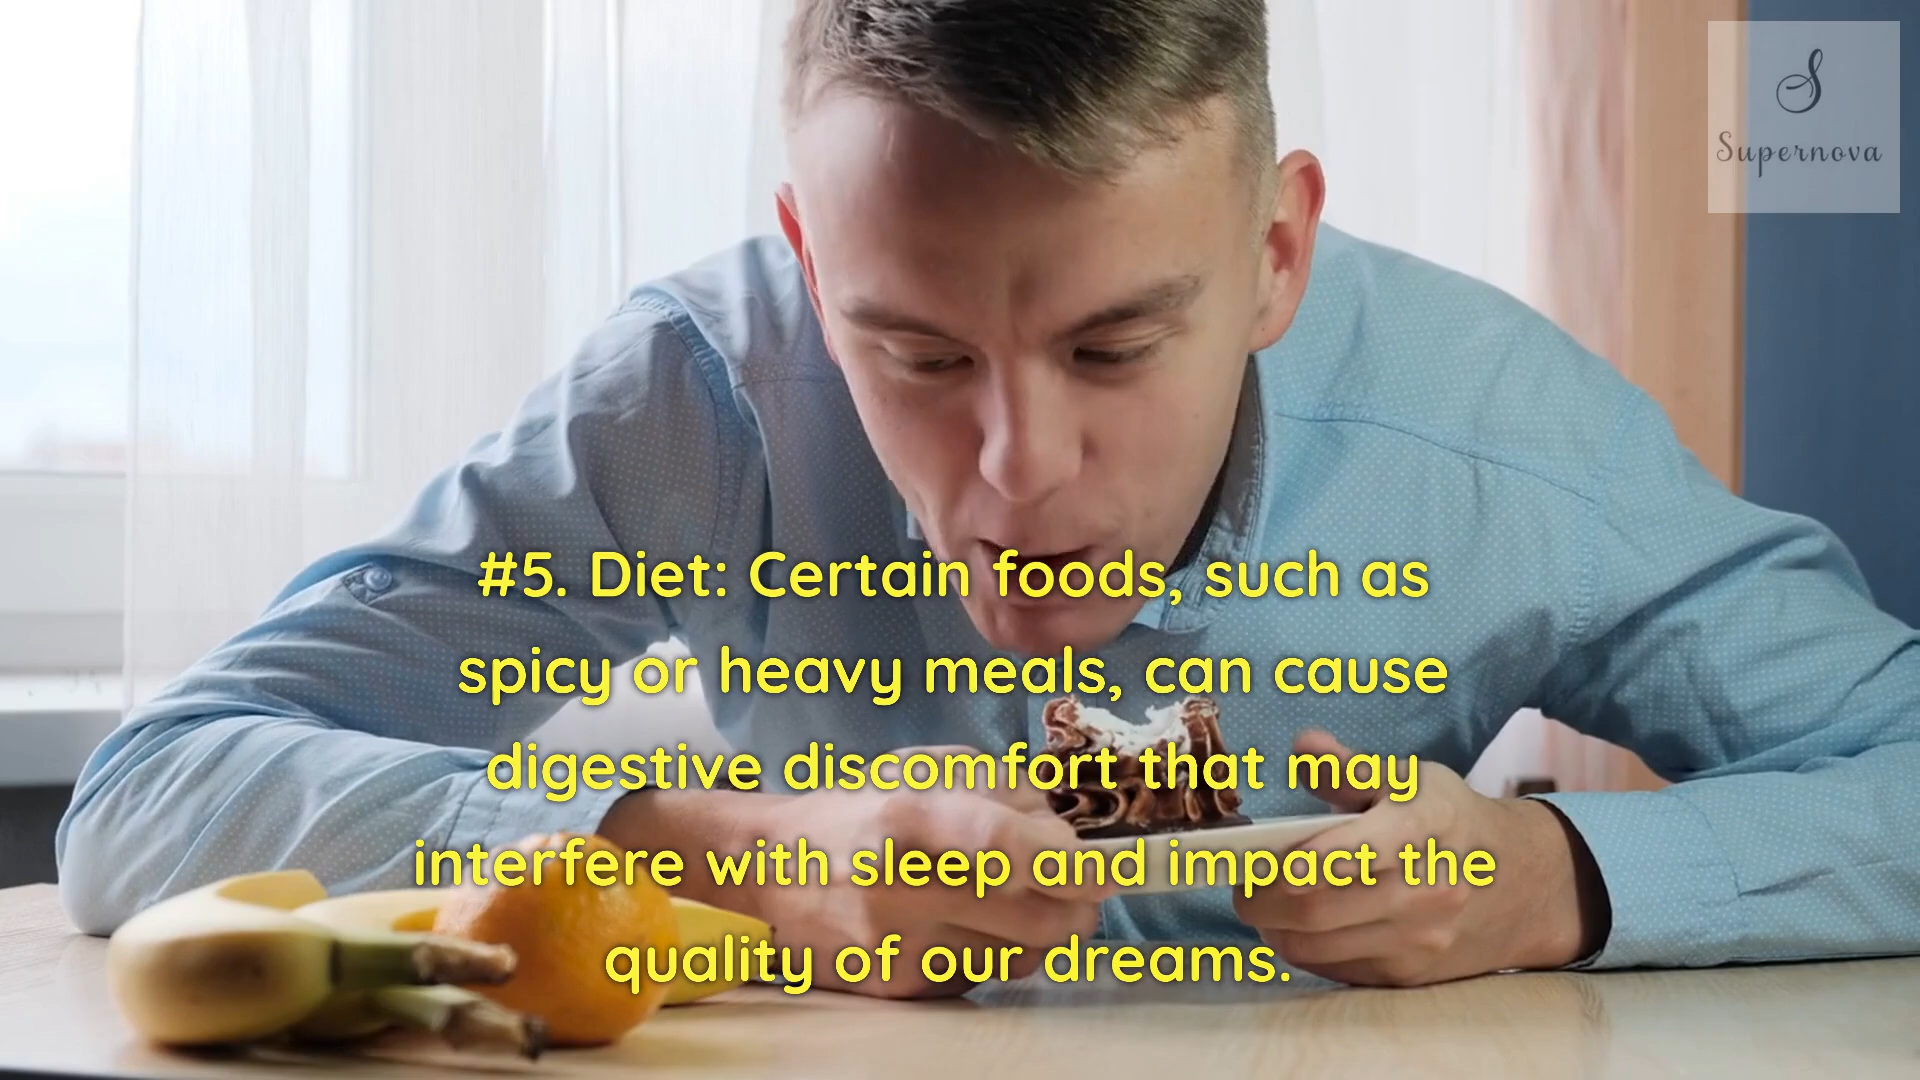 S
Supernova
#5. Diet: Certain foods, such as
spicy or heavy meals, can cause
digestive discomfort that may
interfere with sleep and impact the
quality of our dreams.